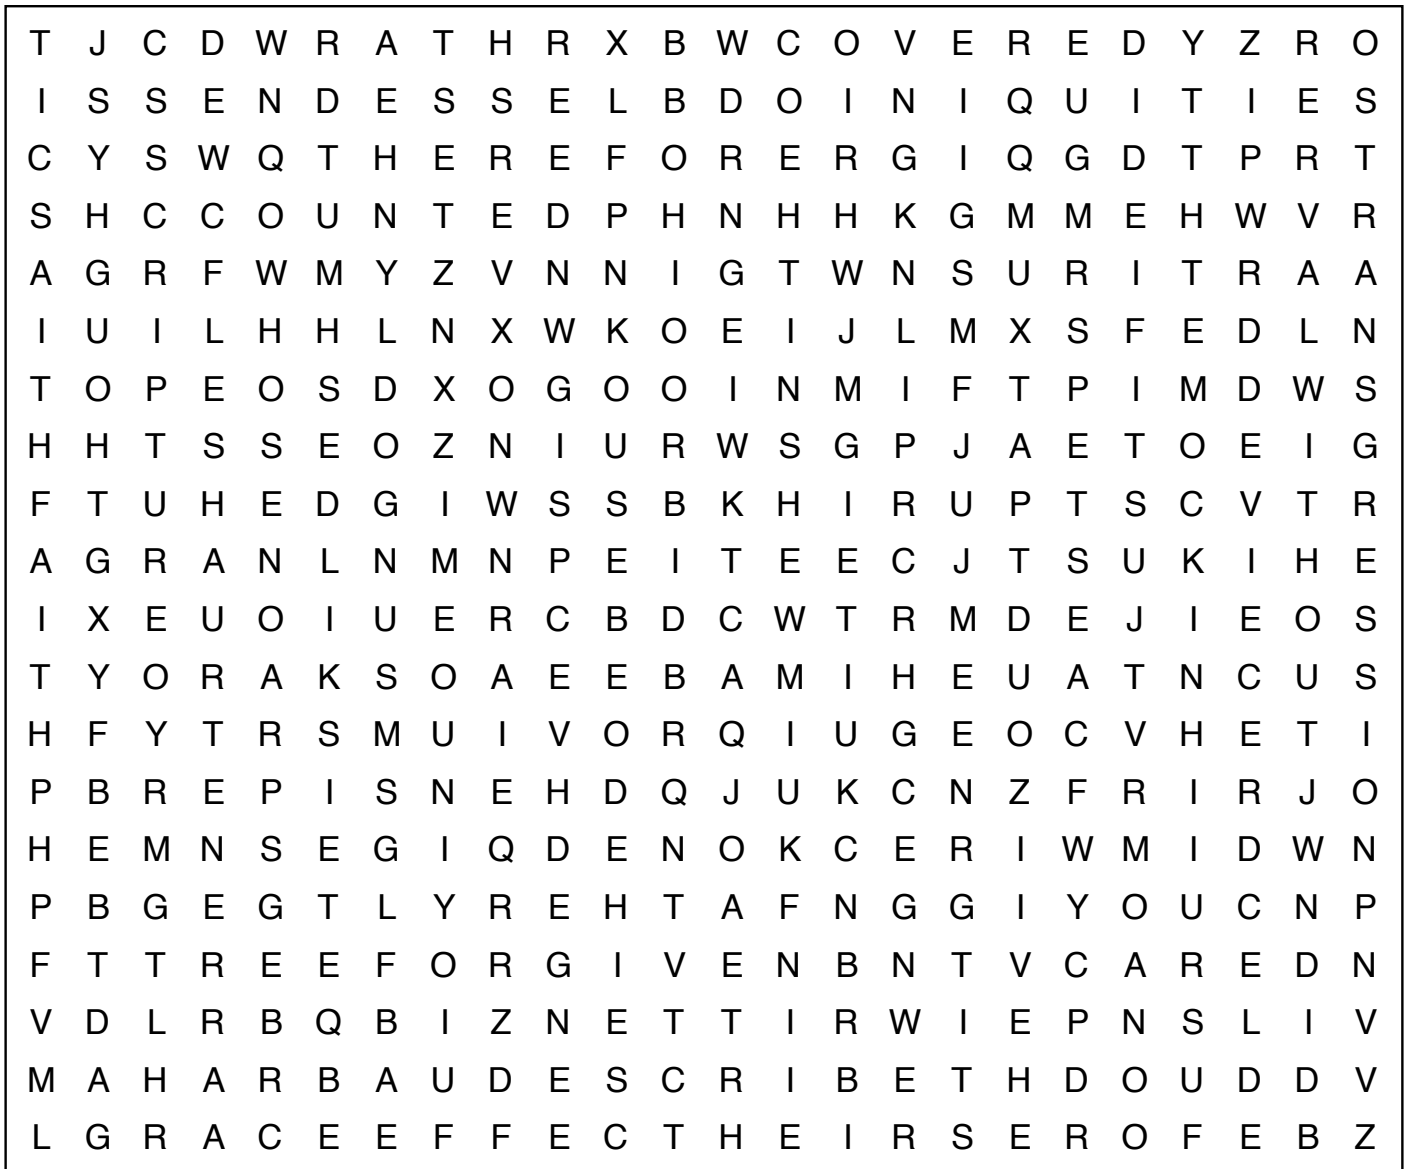 T J C D W R A T H R X B W C O V E R E D Y Z R O
I S S E N D E S S E L B D O I N I Q U I T I E S
C Y S W Q T H E R E F O R E R G I Q G D T P R T
S H C C O U N T E D P H N H H K G M M E H W V R
A G R F W M Y Z V N N I G T W N S U R I T R A A
I U I L H H L N X W K O E I J L M X S F E D L N
T O P E O S D X O G O O I N M I F T P I M D W S
H H T S S E O Z N I U R W S G P J A E T O E I G
F T U H E D G I W S S B K H I R U P T S C V T R
A G R A N L N M N P E I T E E C J T S U K I H E
I X E U O I U E R C B D C W T R M D E J I E O S
T Y O R A K S O A E E B A M I H E U A T N C U S
H F Y T R S M U I V O R Q I U G E O C V H E T I
P B R E P I S N E H D Q J U K C N Z F R I R J O
H E M N S E G I Q D E N O K C E R I W M I D W N
P B G E G T L Y R E H T A F N G G I Y O U C N P
F T T R E E F O R G I V E N B N T V C A R E D N
V D L R B Q B I Z N E T T I R W I E P N S L I V
M A H A R B A U D E S C R I B E T H D O U D D V
L G R A C E E F F E C T H E I R S E R O F E B Z